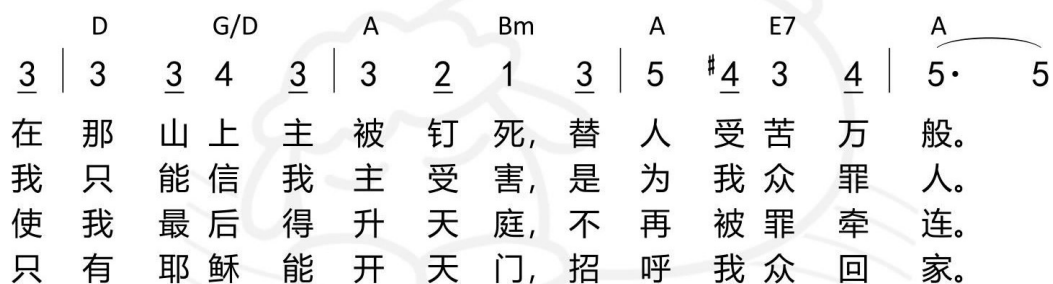 D G/D A Bm A E7 A
3 | 3 3 4 3 | 3 2 1 3 | 5 #4 3 4 | 5· 5
在 那 山 上 主 被 钉 死, 替 人 受 苦 万 般。
我 只 能 信 我 主 受 害, 是 为 我 众 罪 人。
使 我 最 后 得 升 天 庭, 不 再 被 罪 牵 连。
只 有 耶 稣 能 开 天 门, 招 呼 我 众 回 家。